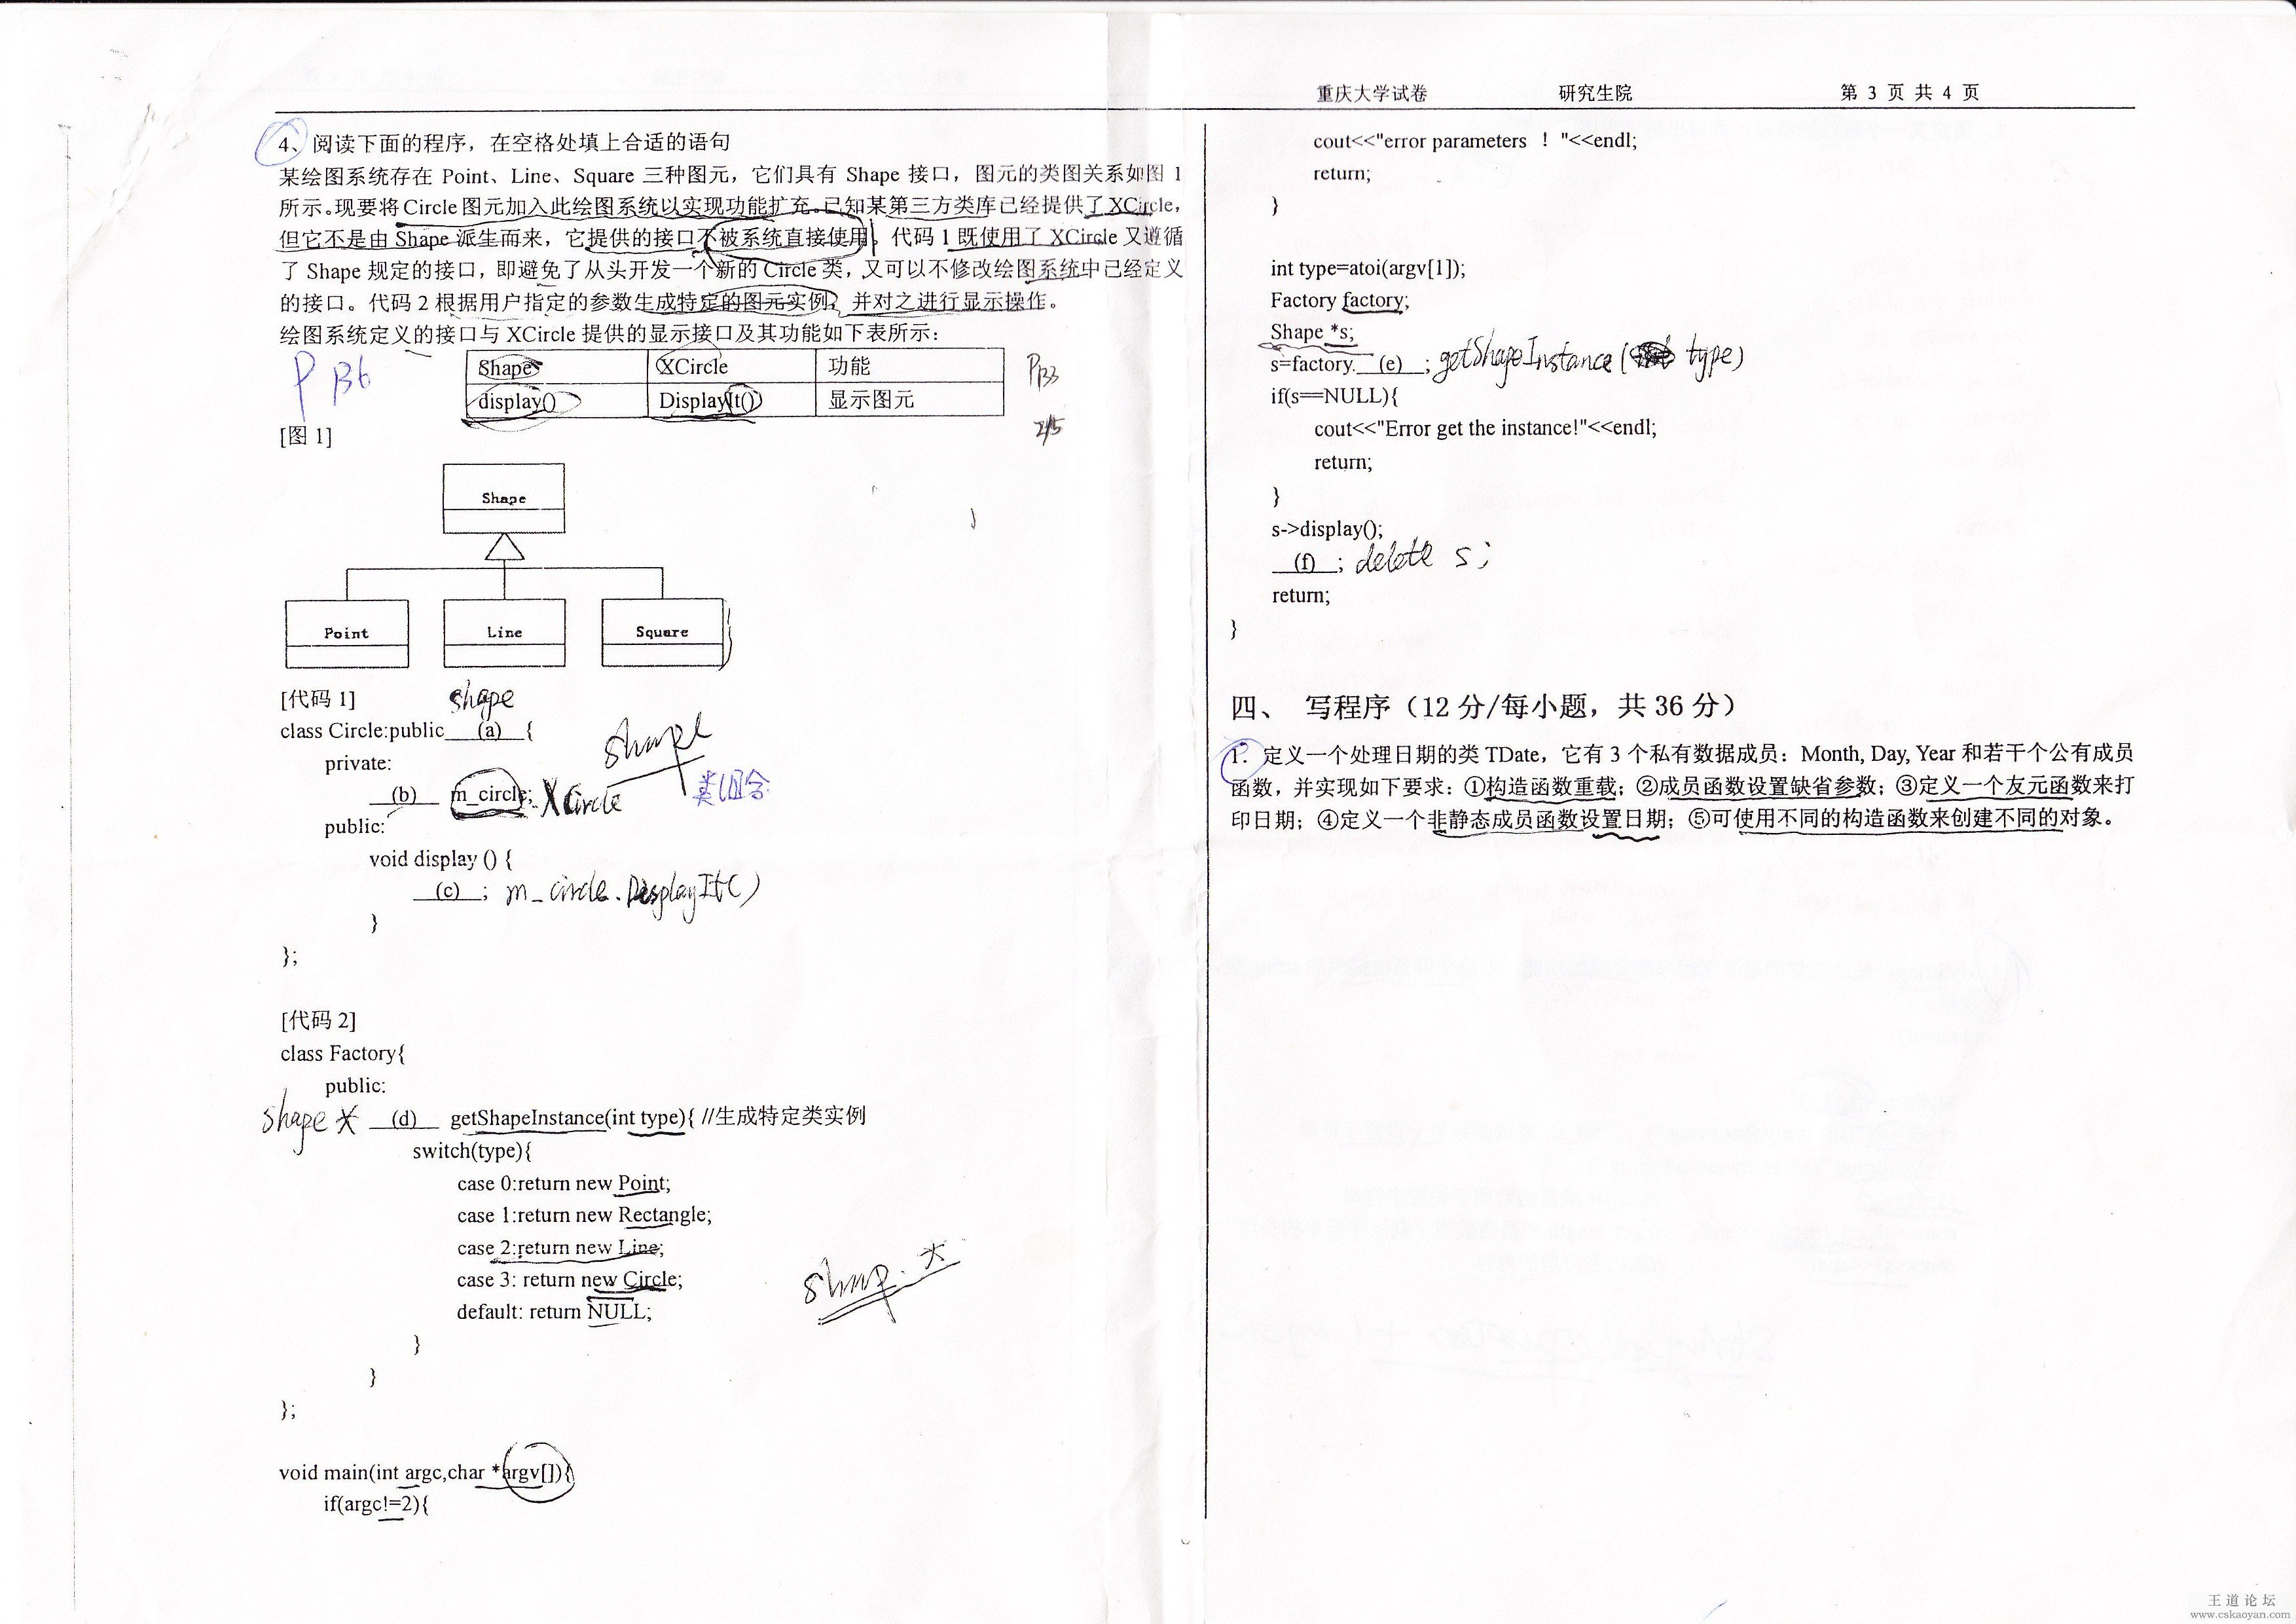 重庆大学试卷 研究生院 第 3 页 共 4 页
4、阅读下面的程序，在空格处填上合适的语句
某绘图系统存在 Point、Line、Square 三种图元，它们具有 Shape 接口，图元的类图关系如图 1
所示。现要将Circle图元加入此绘图系统以实现功能扩充。已知某第三方类库已经提供了XCircle，
但它不是由 Shape 派生而来，它提供的接口不被系统直接使用。代码 1 既使用了 XCircle 又遵循
了 Shape 规定的接口，即避免了从头开发一个新的 Circle 类，又可以不修改绘图系统中已经定义
的接口。代码 2 根据用户指定的参数生成特定的图元实例，并对之进行显示操作。
绘图系统定义的接口与 XCircle 提供的显示接口及其功能如下表所示：
P 136
Shape XCircle 功能
P133
display() DisplayIt() 显示图元
245
[图 1]
Shape
Point Line Square
[代码 1] shape
class Circle:public (a) { shape
private:
(b) m_circle; XCircle 类组合
public:
void display () {
(c) ; m_circle.DisplayIt()
}
};
[代码 2]
class Factory{
public:
shape * (d) getShapeInstance(int type){ //生成特定类实例
switch(type){
case 0:return new Point;
case 1:return new Rectangle;
case 2:return new Line;
case 3: return new Circle;
shap *
default: return NULL;
}
}
};
void main(int argc,char *argv[]){
if(argc!=2){
cout<<"error parameters ！"<<endl;
return;
}
int type=atoi(argv[1]);
Factory factory;
Shape *s;
s=factory. (e) ; getShapeInstance( type)
if(s==NULL){
cout<<"Error get the instance!"<<endl;
return;
}
s->display();
(f) ; delete s;
return;
}
四、 写程序（12 分/每小题，共 36 分）
1. 定义一个处理日期的类 TDate，它有 3 个私有数据成员：Month, Day, Year 和若干个公有成员
函数，并实现如下要求：①构造函数重载；②成员函数设置缺省参数；③定义一个友元函数来打
印日期；④定义一个非静态成员函数设置日期；⑤可使用不同的构造函数来创建不同的对象。
王道论坛
www.cskaoyan.com